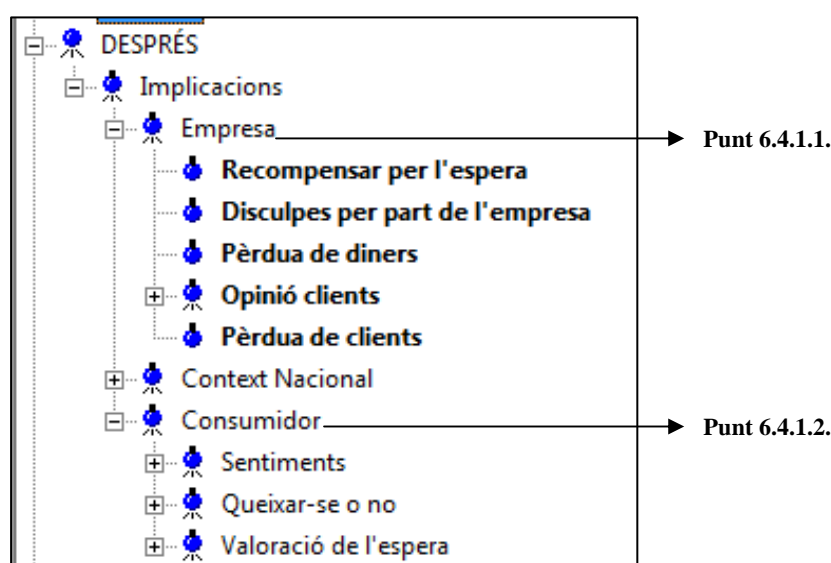 DESPRÉS
Implicacions
Empresa Punt 6.4.1.1.
Recompensar per l'espera
Disculpes per part de l'empresa
Pèrdua de diners
Opinió clients
Pèrdua de clients
Context Nacional
Consumidor Punt 6.4.1.2.
Sentiments
Queixar-se o no
Valoració de l'espera